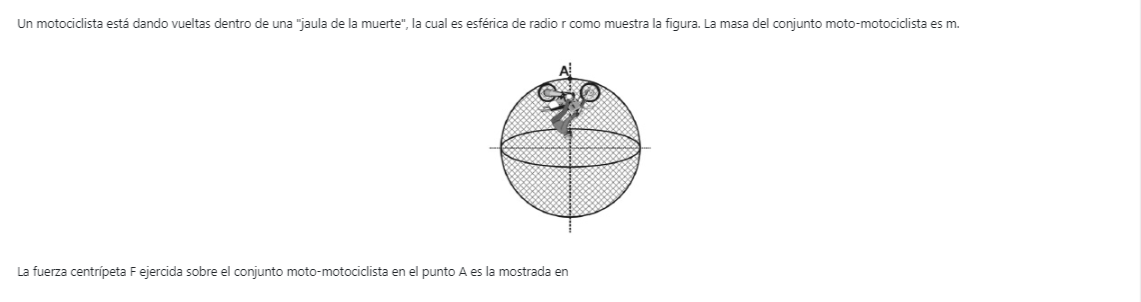 Un motociclista está dando vueltas dentro de una "jaula de la muerte", la cual es esférica de radio r como muestra la figura. La masa del conjunto moto-motociclista es m.
A
La fuerza centrípeta F ejercida sobre el conjunto moto-motociclista en el punto A es la mostrada en